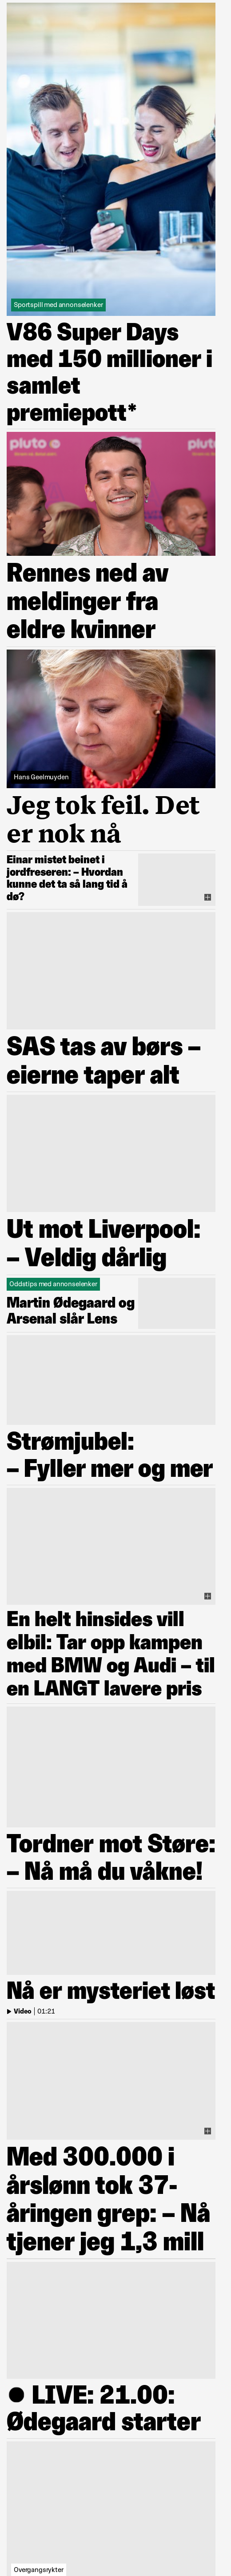 Sportspill med annonselenker
V86 Super Days
med 150 millioner i
samlet
premiepott*
pluto
pluto
Rennes ned av
meldinger fra
eldre kvinner
Hans Geelmuyden
Jeg tok feil. Det
er nok nå
Einar mistet beinet i
jordfreseren: – Hvordan
kunne det ta så lang tid å
dø?
SAS tas av børs –
eierne taper alt
Ut mot Liverpool:
– Veldig dårlig
Oddstips med annonselenker
Martin Ødegaard og
Arsenal slår Lens
Strømjubel:
– Fyller mer og mer
En helt hinsides vill
elbil: Tar opp kampen
med BMW og Audi – til
en LANGT lavere pris
Tordner mot Støre:
– Nå må du våkne!
Nå er mysteriet løst
Video | 01:21
Med 300.000 i
årslønn tok 37-
åringen grep: – Nå
tjener jeg 1,3 mill
● LIVE: 21.00:
Ødegaard starter
Overgangsrykter